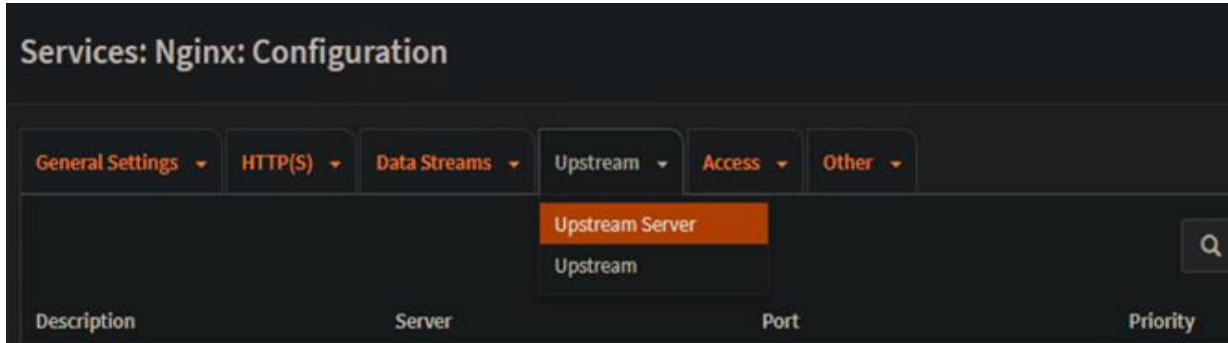 Services: Nginx: Configuration
General Settings HTTP(S) Data Streams Upstream Access Other
Upstream Server
Upstream
Description Server Port Priority